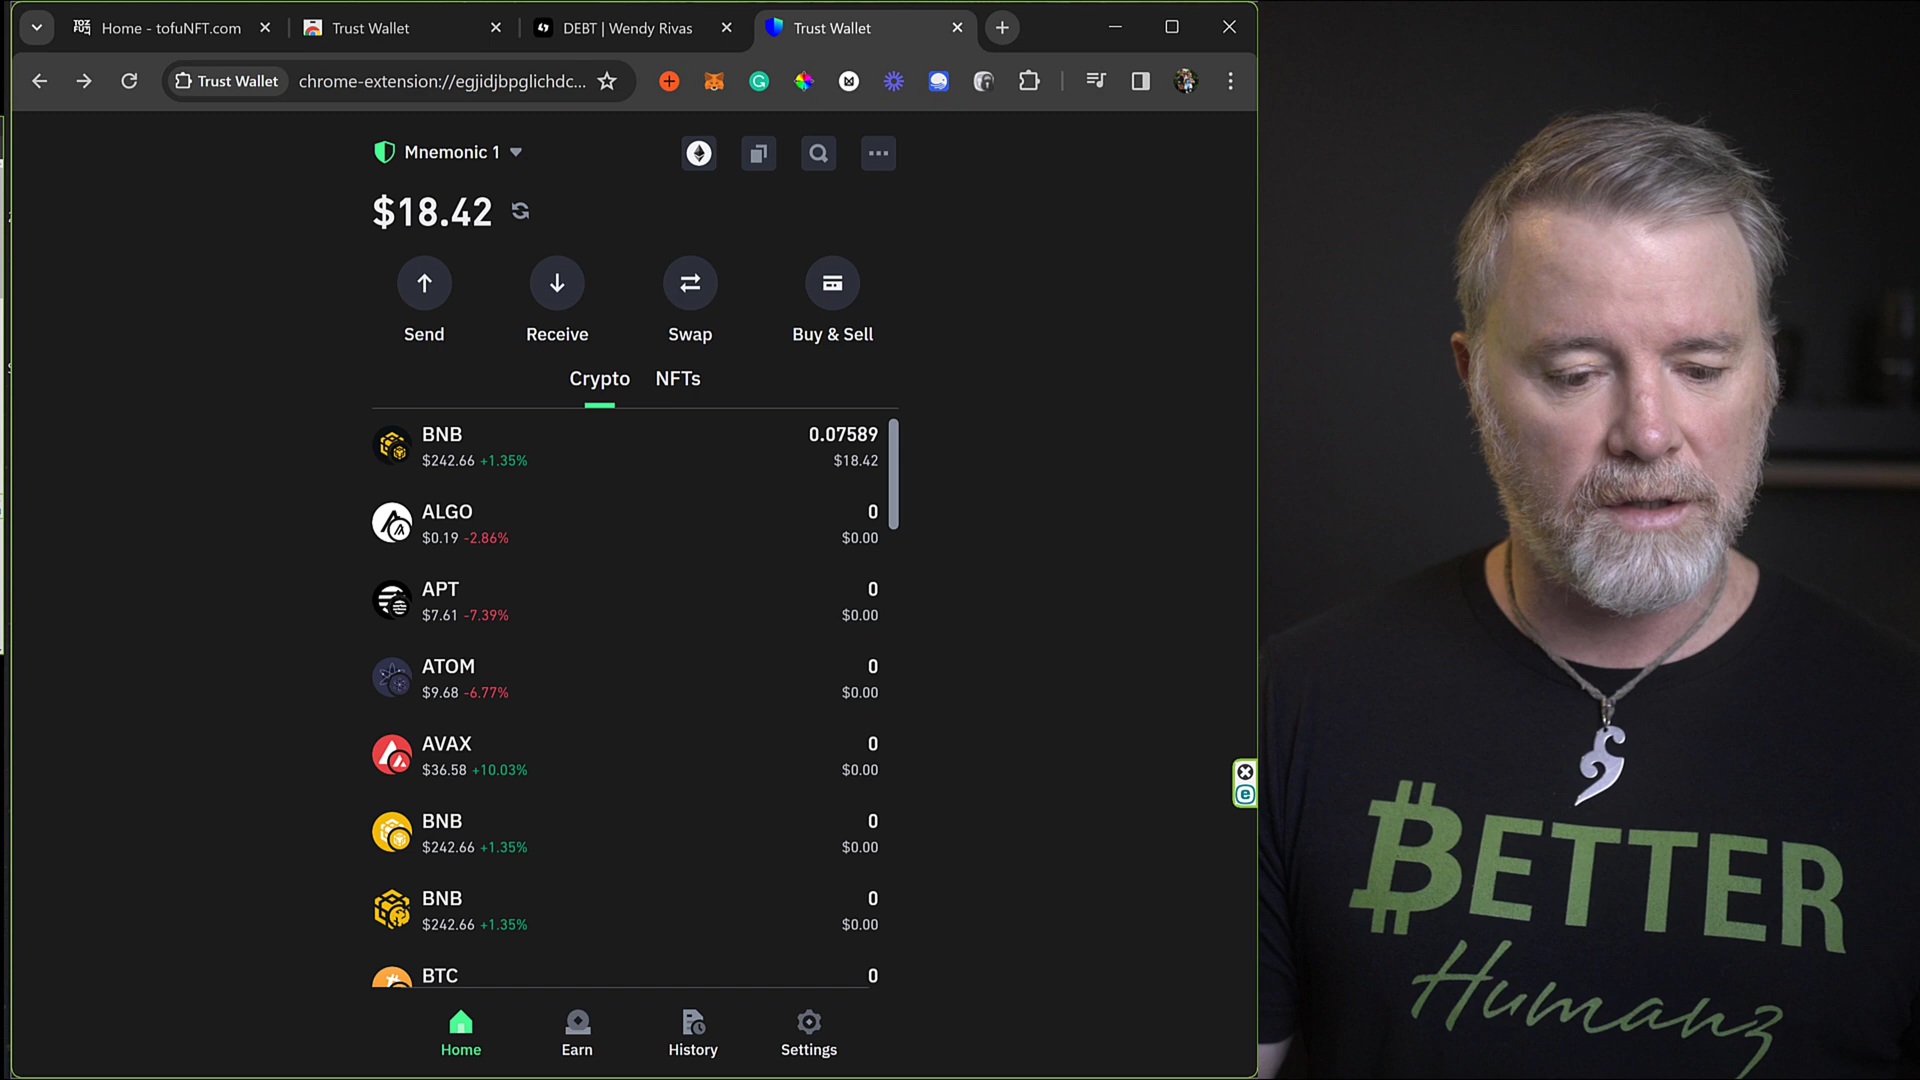 Home - tofuNFT.com
Trust Wallet
DEBT | Wendy Rivas
Trust Wallet
Trust Wallet
chrome-extension://egjidjbpglichdc...
Mnemonic 1
$18.42
Send
Receive
Swap
Buy & Sell
Crypto
NFTs
BNB
0.07589
$242.66 +1.35%
$18.42
ALGO
0
$0.19 -2.86%
$0.00
APT
0
$7.61 -7.39%
$0.00
ATOM
0
$9.68 -6.77%
$0.00
AVAX
0
$36.58 +10.03%
$0.00
BNB
0
$242.66 +1.35%
$0.00
BNB
0
$242.66 +1.35%
$0.00
BTC
0
Home
Earn
History
Settings
BETTER
Humanz